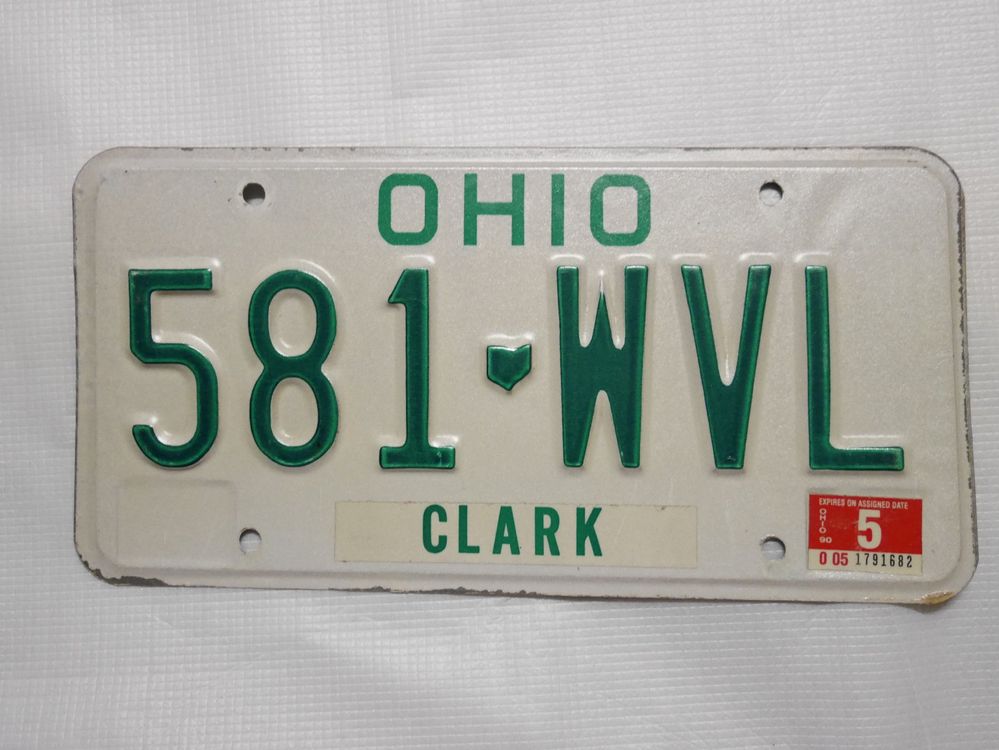 OHIO
581 WVL
CLARK
EXPIRES ON ASSIGNED DATE
OHIO 90
5
0 05 1791682